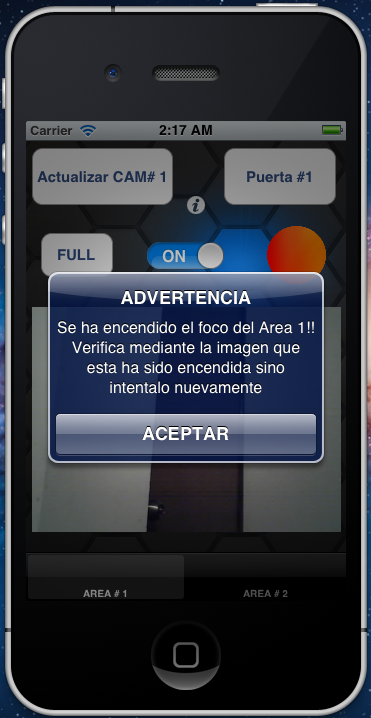 Carrier 2:17 AM
Actualizar CAM# 1 Puerta #1
i
FULL ON
ADVERTENCIA
Se ha encendido el foco del Area 1!!
Verifica mediante la imagen que
esta ha sido encendida sino
intentalo nuevamente
ACEPTAR
AREA # 1 AREA # 2